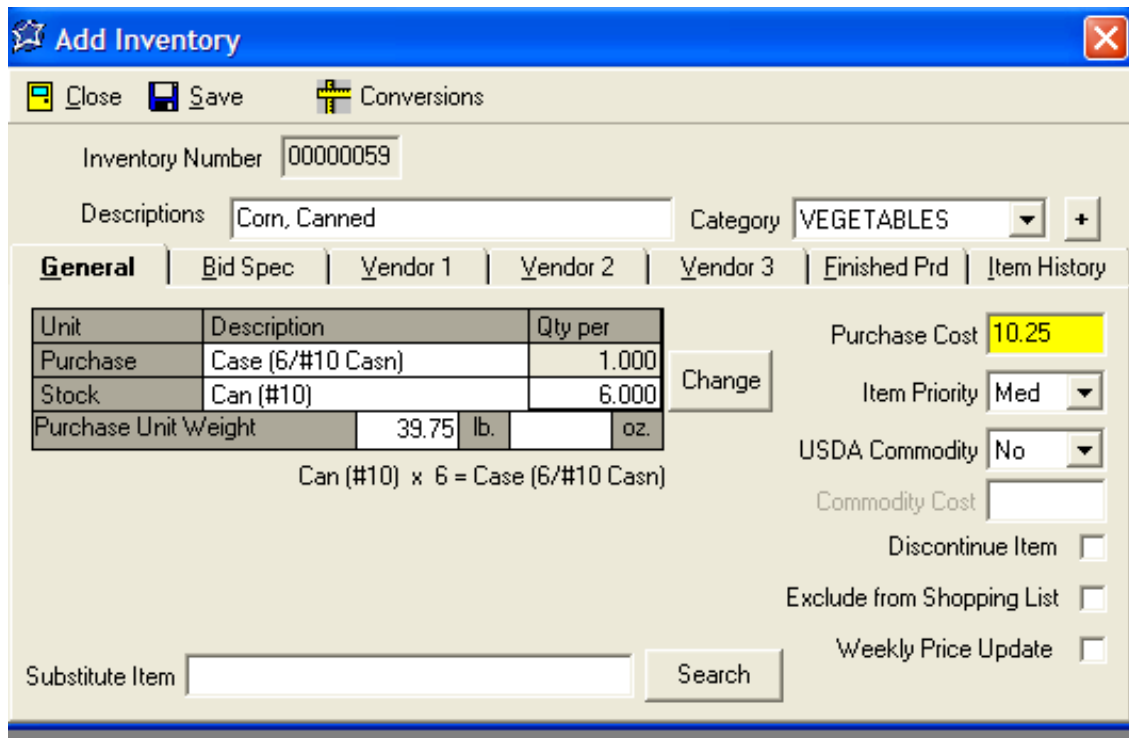 Add Inventory
Close Save Conversions
Inventory Number 00000059
Descriptions Corn, Canned Category VEGETABLES +
General Bid Spec Vendor 1 Vendor 2 Vendor 3 Finished Prd Item History
Unit Description Qty per
Purchase Case (6/#10 Casn) 1.000
Stock Can (#10) 6.000
Purchase Unit Weight 39.75 lb. oz.
Can (#10) x 6 = Case (6/#10 Casn)
Change
Purchase Cost 10.25
Item Priority Med
USDA Commodity No
Commodity Cost
Discontinue Item
Exclude from Shopping List
Weekly Price Update
Substitute Item Search